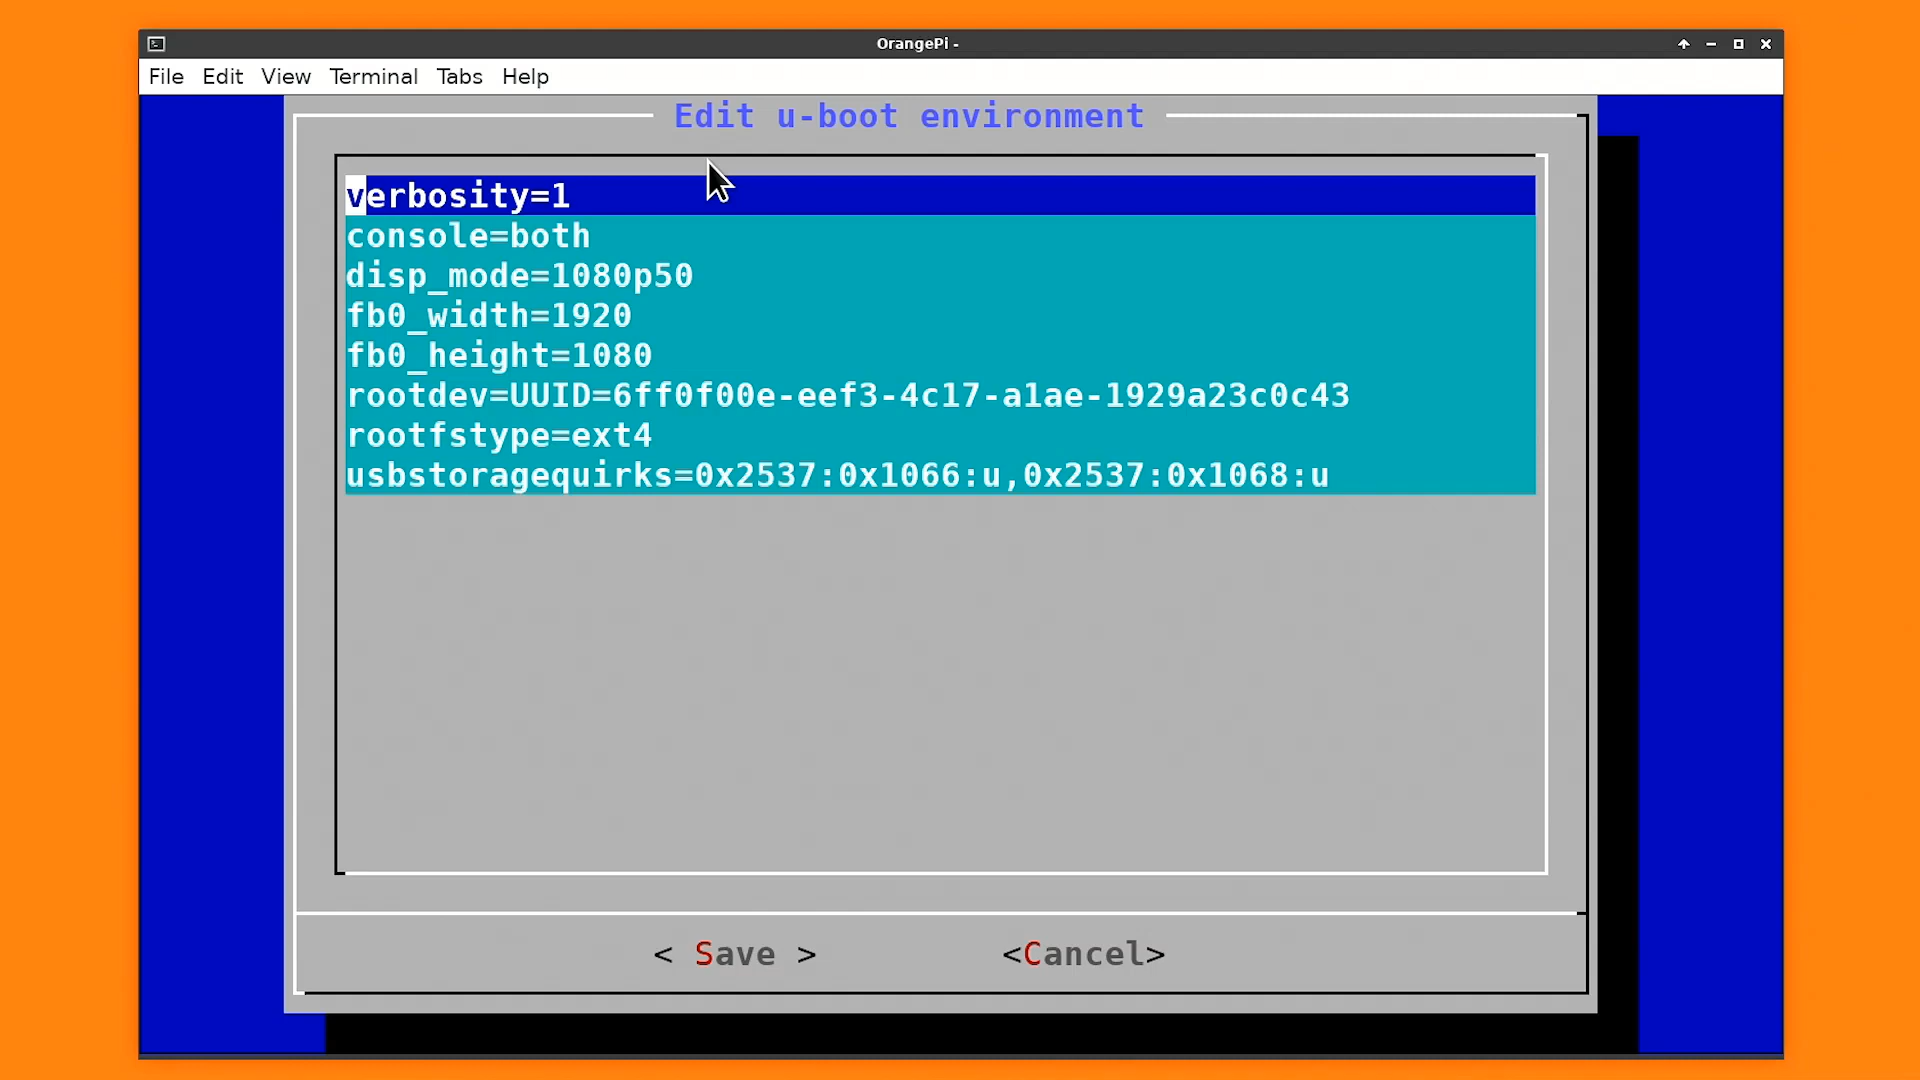 OrangePi -
File Edit View Terminal Tabs Help
Edit u-boot environment
verbosity=1
console=both
disp_mode=1080p50
fb0_width=1920
fb0_height=1080
rootdev=UUID=6ff0f00e-eef3-4c17-a1ae-1929a23c0c43
rootfstype=ext4
usbstoragequirks=0x2537:0x1066:u,0x2537:0x1068:u
< Save > <Cancel>